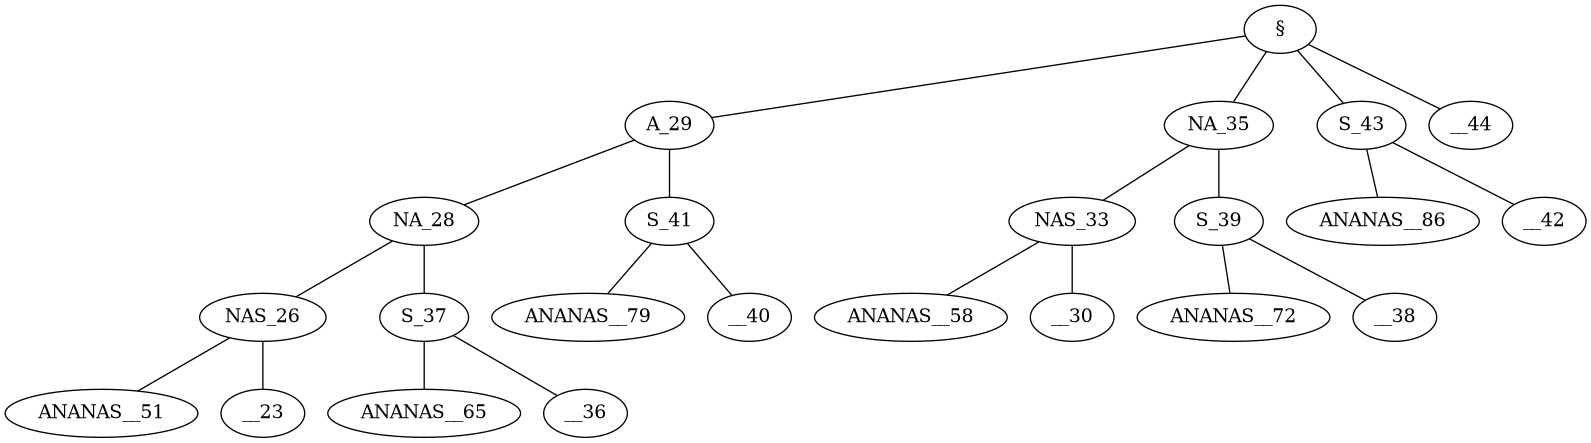 §
A_29 NA_35 S_43 __44
NA_28 S_41 NAS_33 S_39 ANANAS__86 __42
NAS_26 S_37 ANANAS__79 __40 ANANAS__58 __30 ANANAS__72 __38
ANANAS__51 __23 ANANAS__65 __36